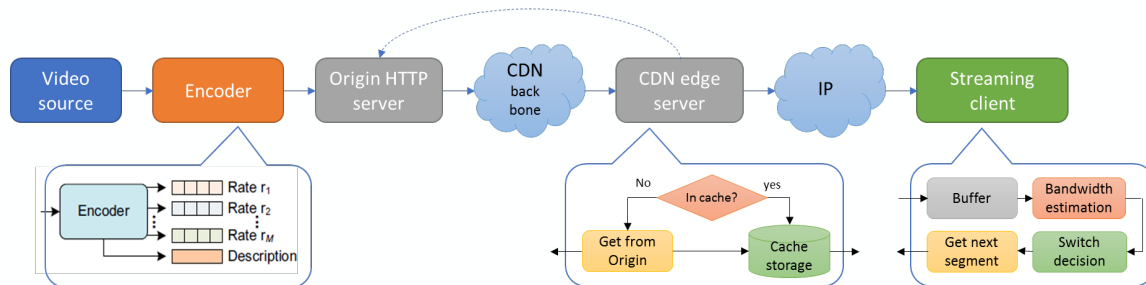 Video
source
Encoder
Origin HTTP
server
CDN
back
bone
CDN edge
server
IP
Streaming
client
Encoder
Rate r1
Rate r2
Rate rM
Description
No
yes
In cache?
Get from
Origin
Cache
storage
Buffer
Bandwidth
estimation
Get next
segment
Switch
decision